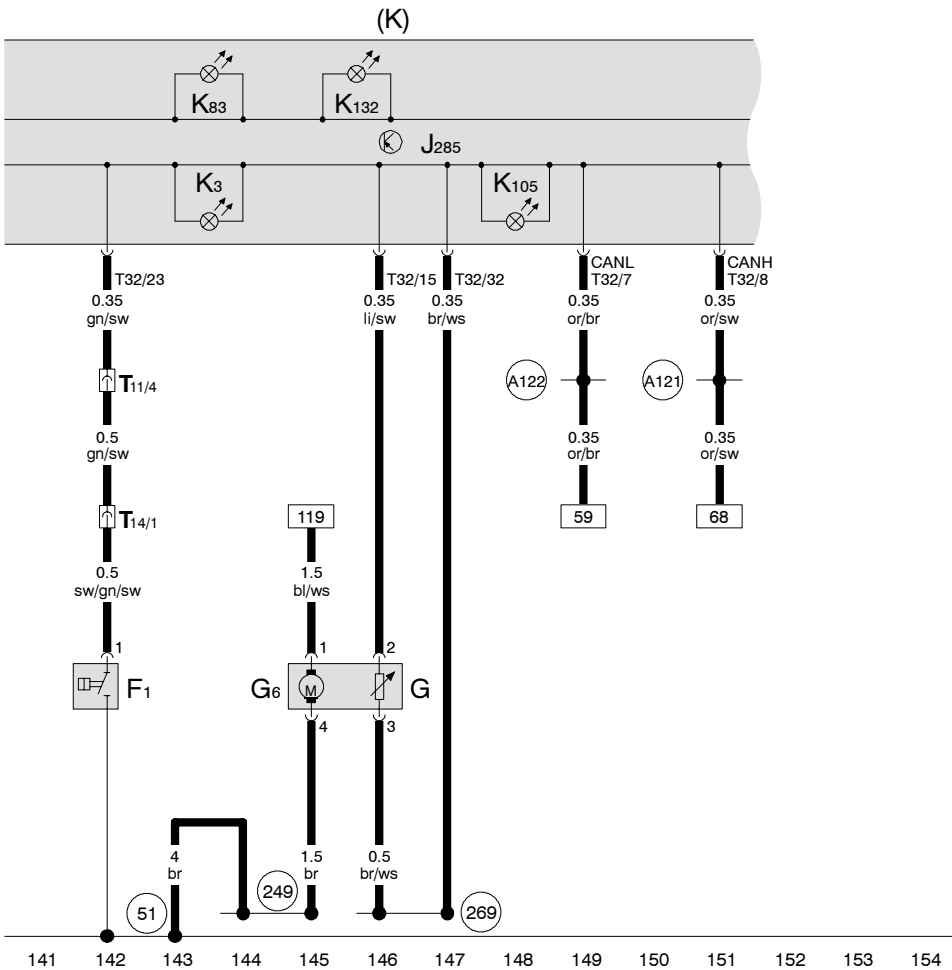 (K)
K83
K132
J285
K3
K105
T32/23
T32/15
T32/32
CANL
T32/7
CANH
T32/8
0.35
gn/sw
0.35
li/sw
0.35
br/ws
0.35
or/br
0.35
or/sw
T11/4
A122
A121
0.5
gn/sw
0.35
or/br
0.35
or/sw
T14/1
119
59
68
0.5
sw/gn/sw
1.5
bl/ws
1
1
2
F1
G6
M
G
4
3
4
br
1.5
br
0.5
br/ws
51
249
269
141 142 143 144 145 146 147 148 149 150 151 152 153 154